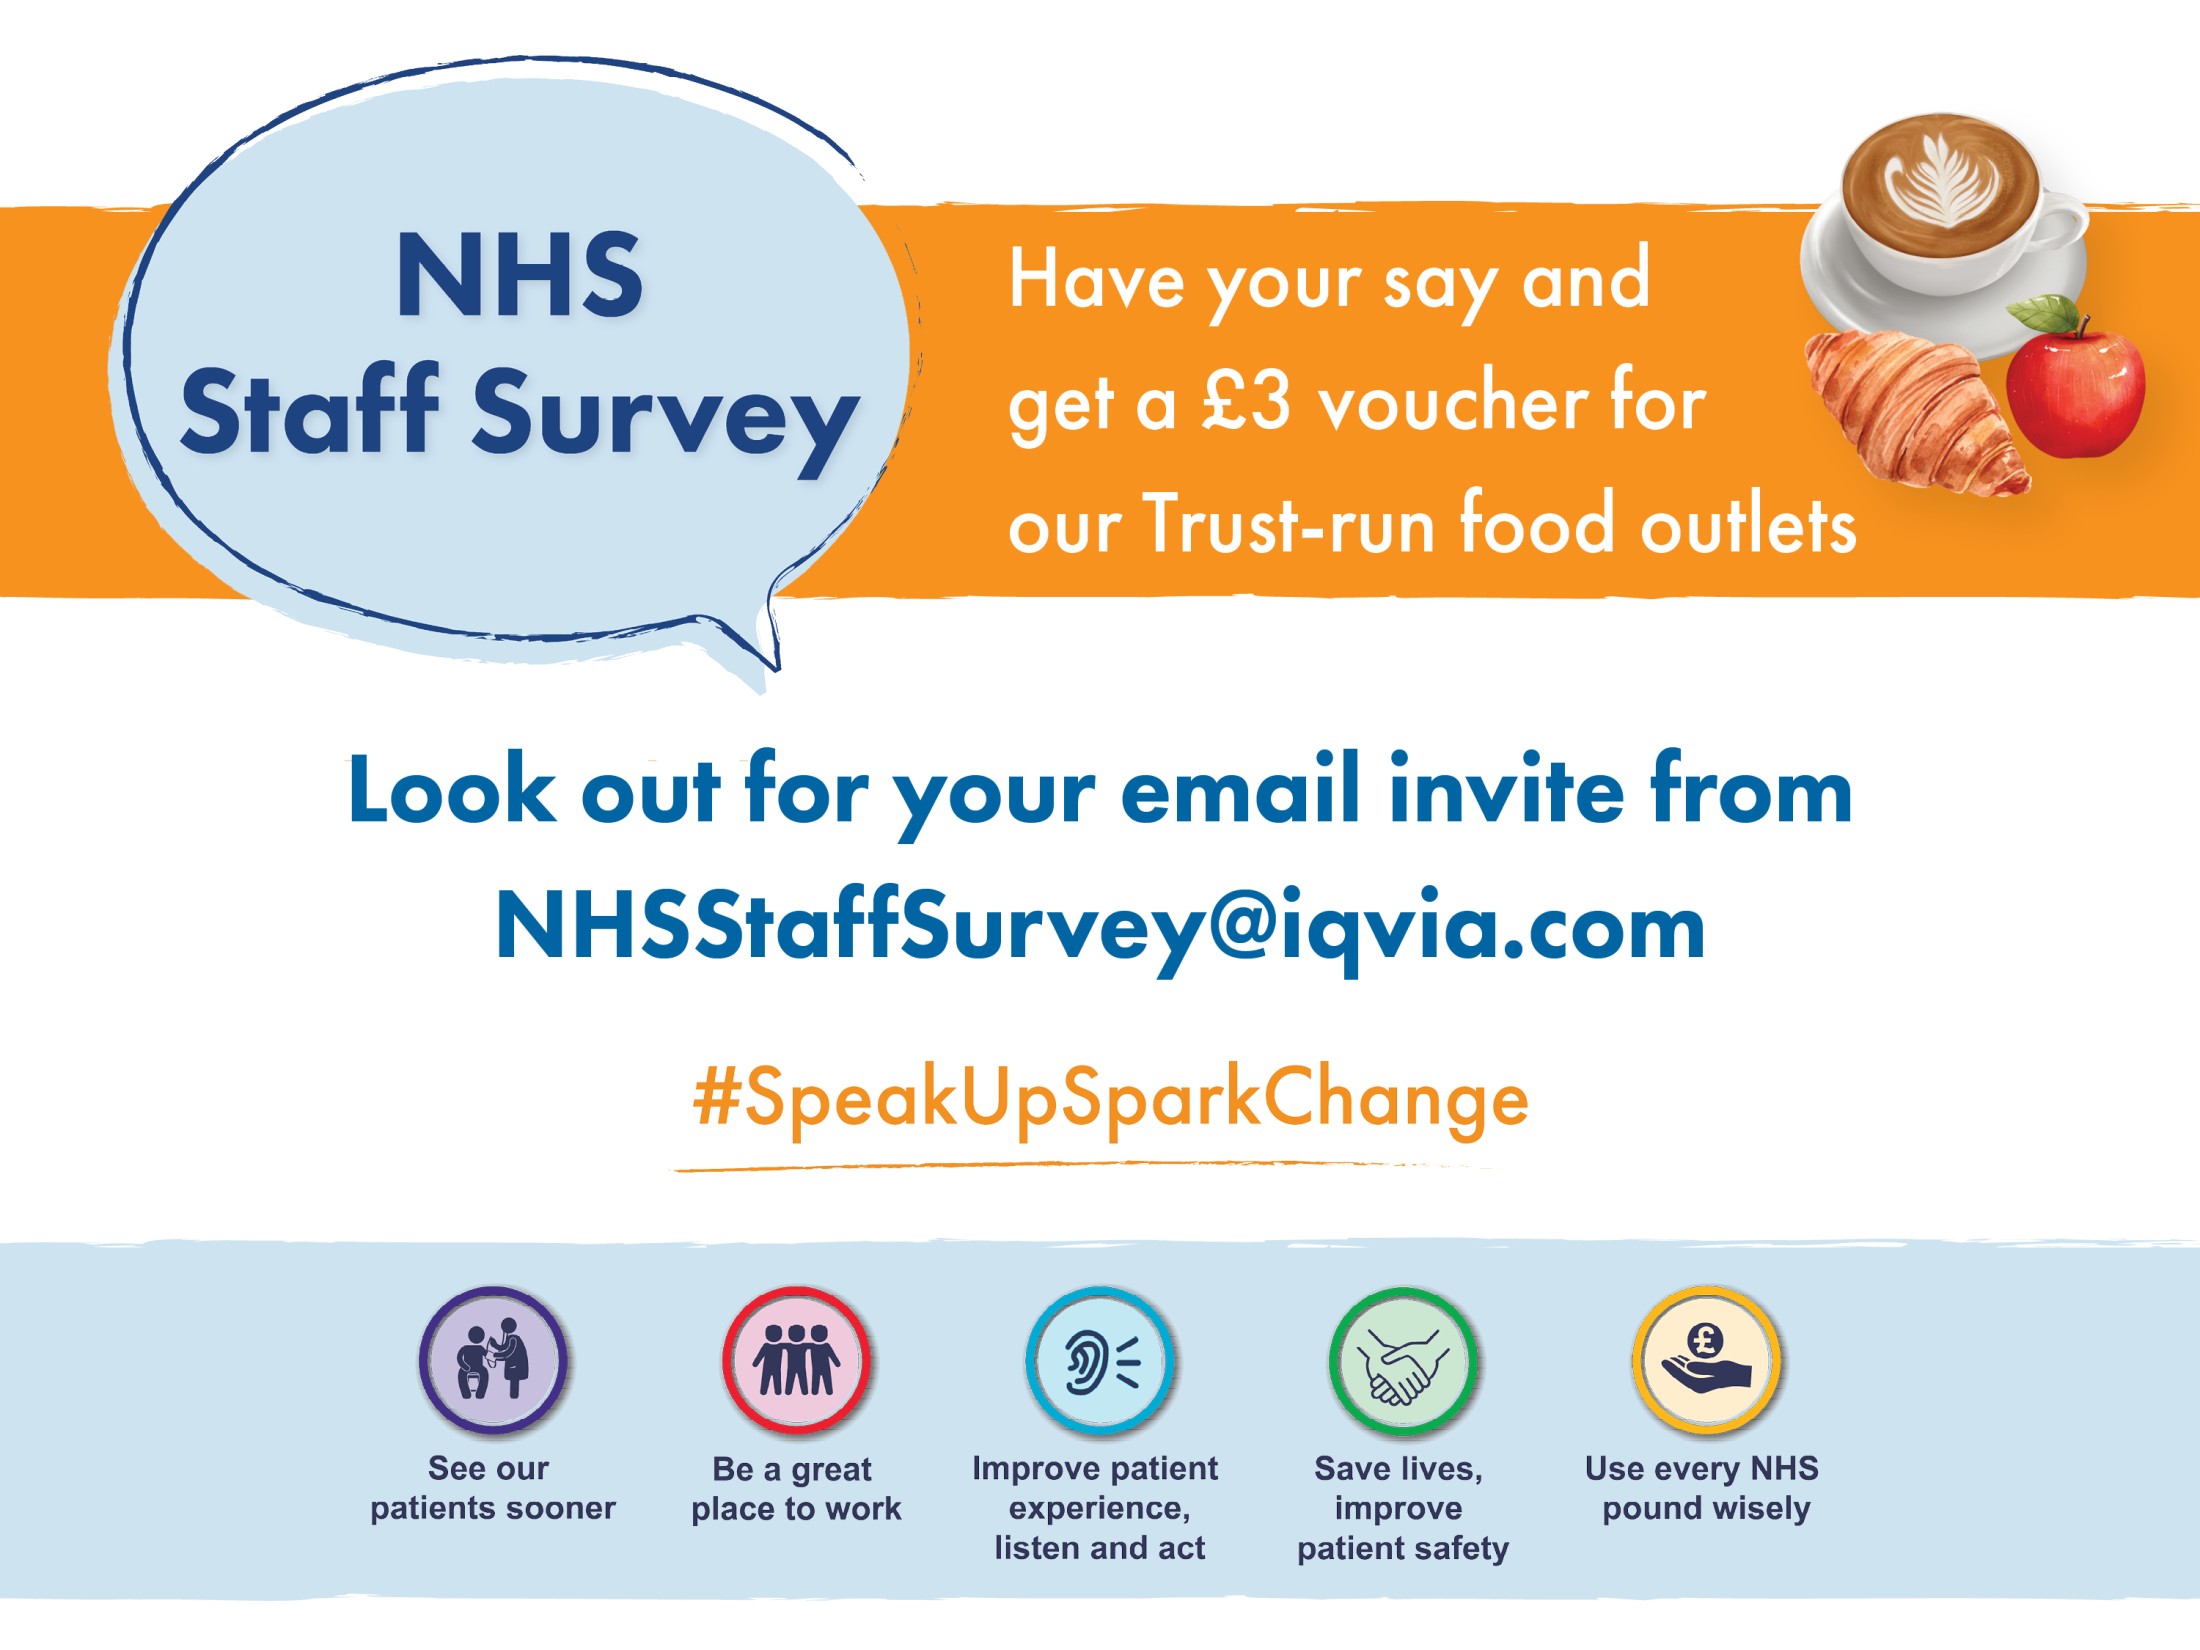 NHS
Staff Survey
Have your say and
get a £3 voucher for
our Trust-run food outlets
Look out for your email invite from
NHSStaffSurvey@iqvia.com
#SpeakUpSparkChange
£
See our
patients sooner
Be a great
place to work
Improve patient
experience,
listen and act
Save lives,
improve
patient safety
Use every NHS
pound wisely